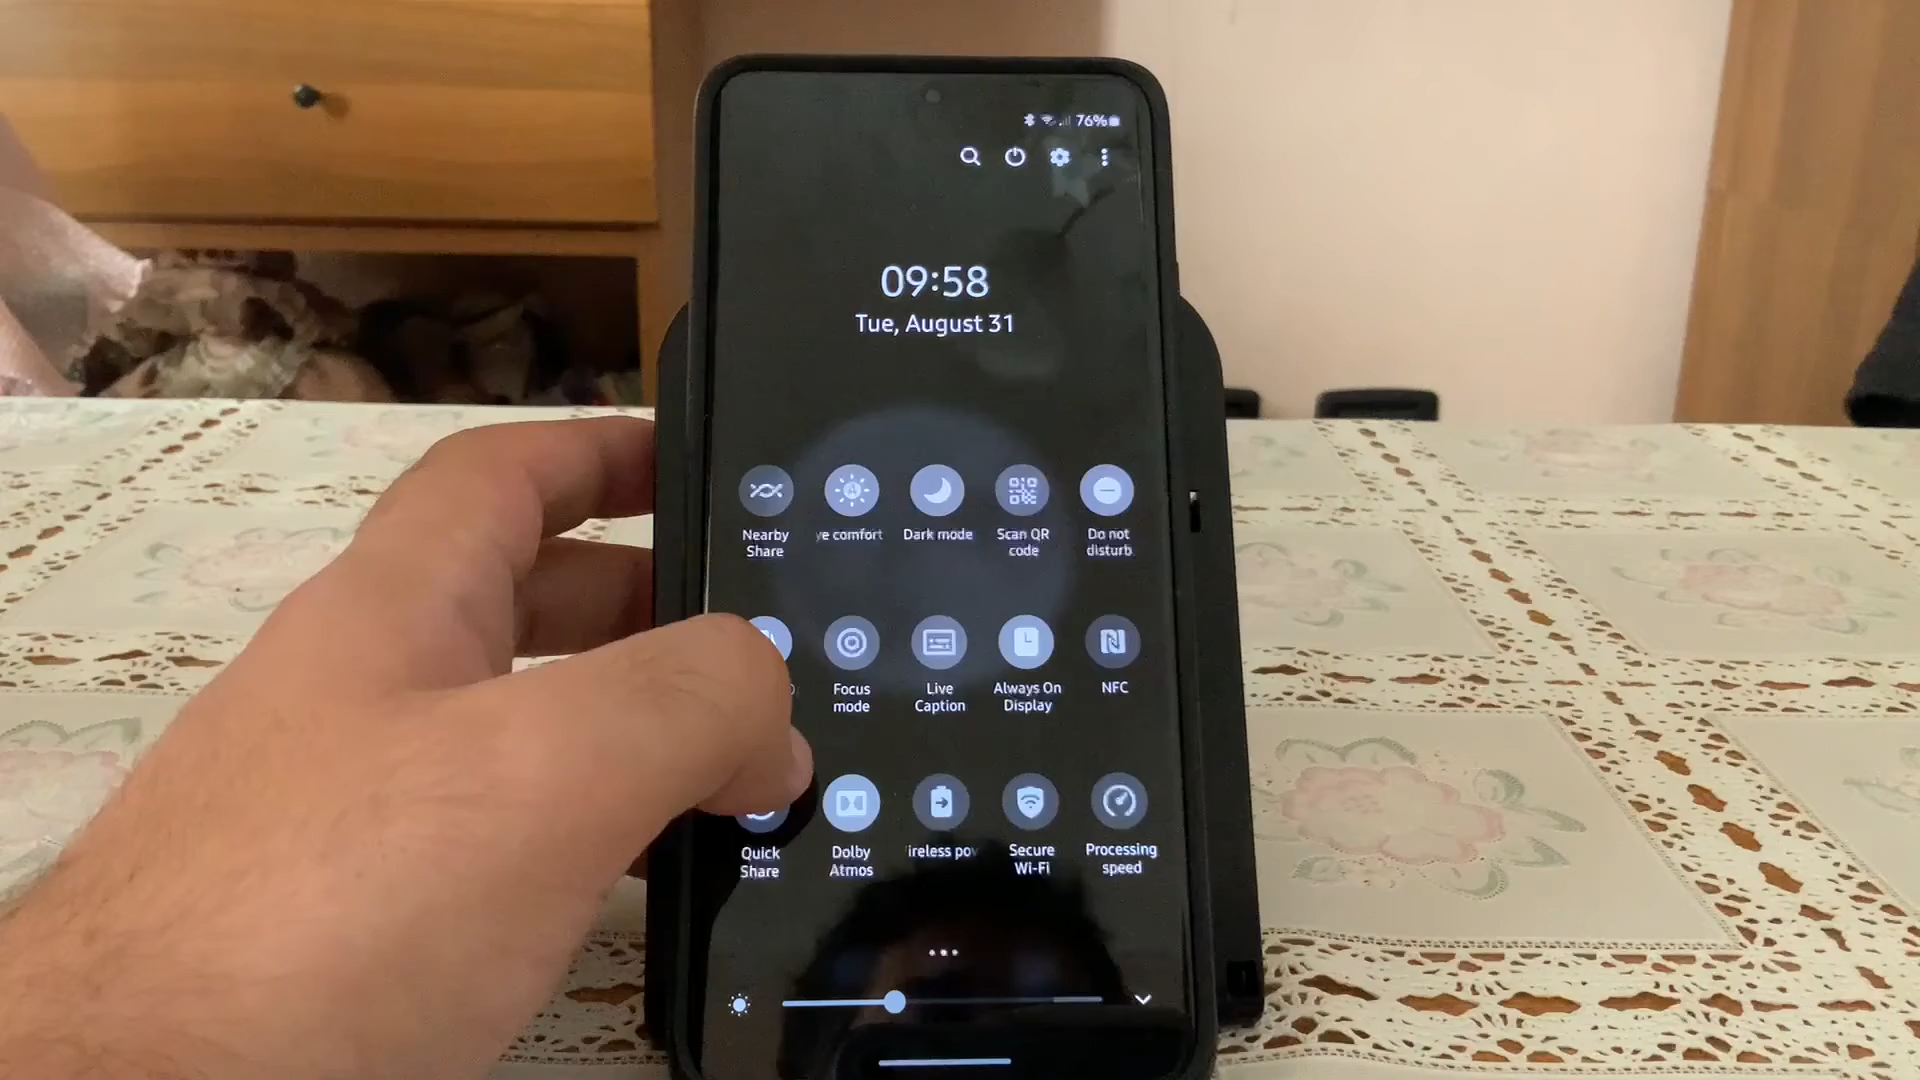 76%
09:58
Tue, August 31
Nearby
Share
ye comfort
Dark mode
Scan QR
code
Do not
disturb
Focus
mode
Live
Caption
Always On
Display
NFC
Quick
Share
Dolby
Atmos
ireless pow
Secure
Wi-Fi
Processing
speed